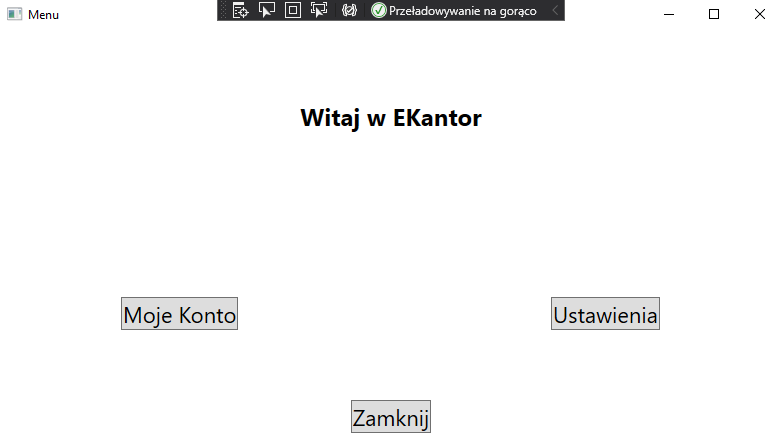 Menu
Przeładowywanie na gorąco
Witaj w EKantor
Moje Konto
Ustawienia
Zamknij